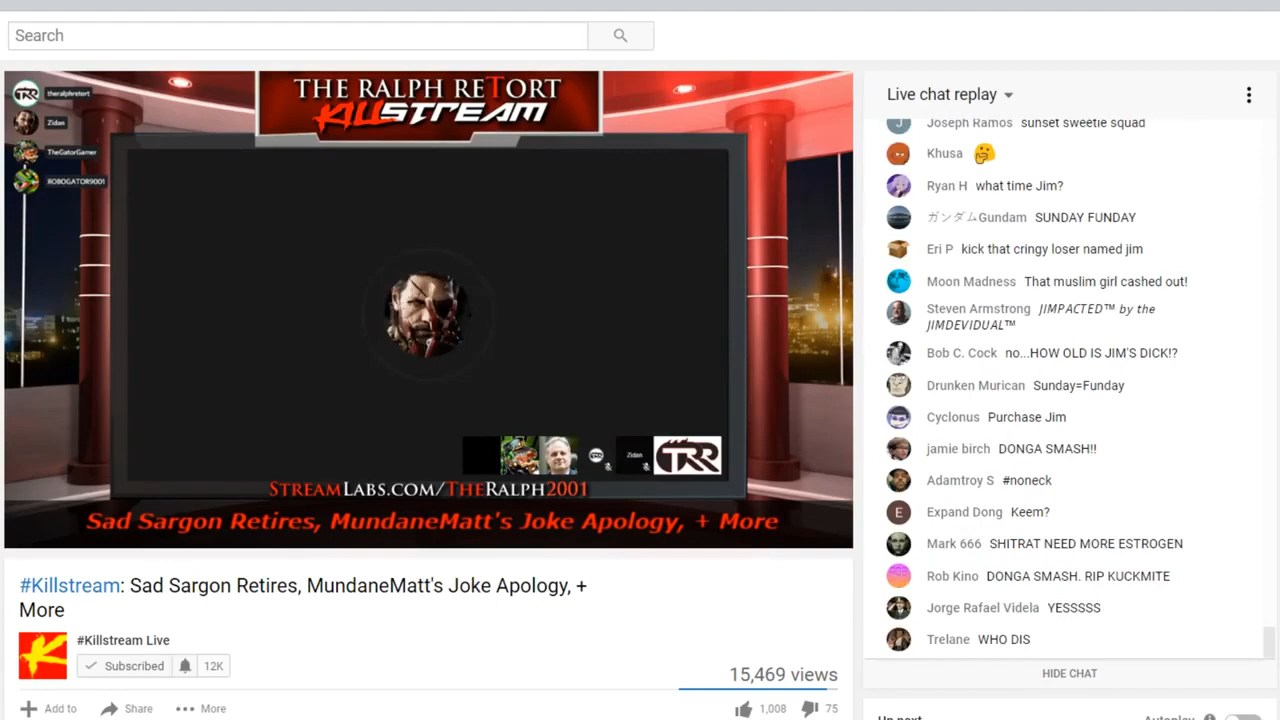 Search
THE RALPH RETORT
KILLSTREAM
theralphretort
Zidan
TheGatorGamer
ROBOGATOR9001
Zidan
TRR
STREAMLABS.COM/THERALPH2001
Sad Sargon Retires, MundaneMatt's Joke Apology, + More
#Killstream: Sad Sargon Retires, MundaneMatt's Joke Apology, +
More
#Killstream Live
Subscribed 12K
15,469 views
Add to Share More 1,008 75
Live chat replay
Joseph Ramos sunset sweetie squad
Khusa
Ryan H what time Jim?
ガンダムGundam SUNDAY FUNDAY
Eri P kick that cringy loser named jim
Moon Madness That muslim girl cashed out!
Steven Armstrong JIMPACTED™ by the
JIMDEVIDUAL™
Bob C. Cock no...HOW OLD IS JIM'S DICK!?
Drunken Murican Sunday=Funday
Cyclonus Purchase Jim
jamie birch DONGA SMASH!!
Adamtroy S #noneck
Expand Dong Keem?
Mark 666 SHITRAT NEED MORE ESTROGEN
Rob Kino DONGA SMASH. RIP KUCKMITE
Jorge Rafael Videla YESSSSS
Trelane WHO DIS
HIDE CHAT
Up next Autoplay